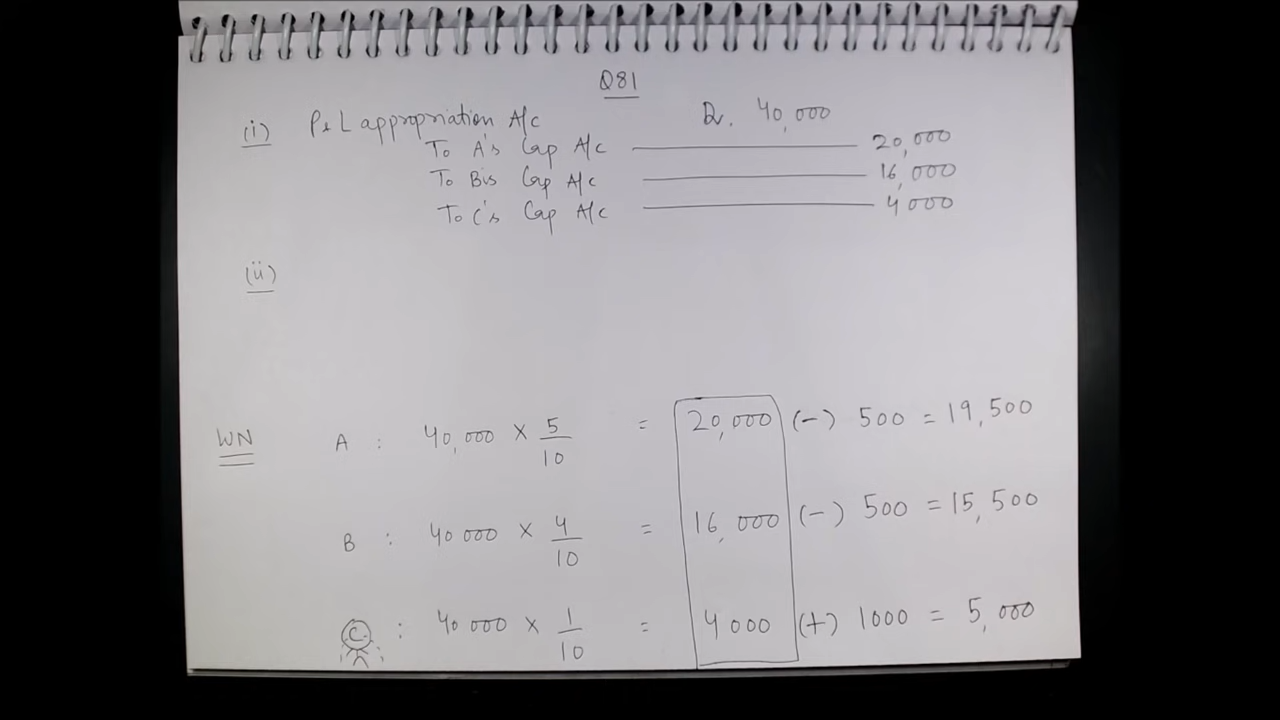 Q81
(i) P&L appropriation A/c Dr. 40,000
To A's Cap A/c 20,000
To B's Cap A/c 16,000
To C's Cap A/c 4000
(ii)
WN A : 40,000 × 5/10 = 20,000 (-) 500 = 19,500
B : 40000 × 4/10 = 16,000 (-) 500 = 15,500
C : 40000 × 1/10 = 4000 (+) 1000 = 5,000